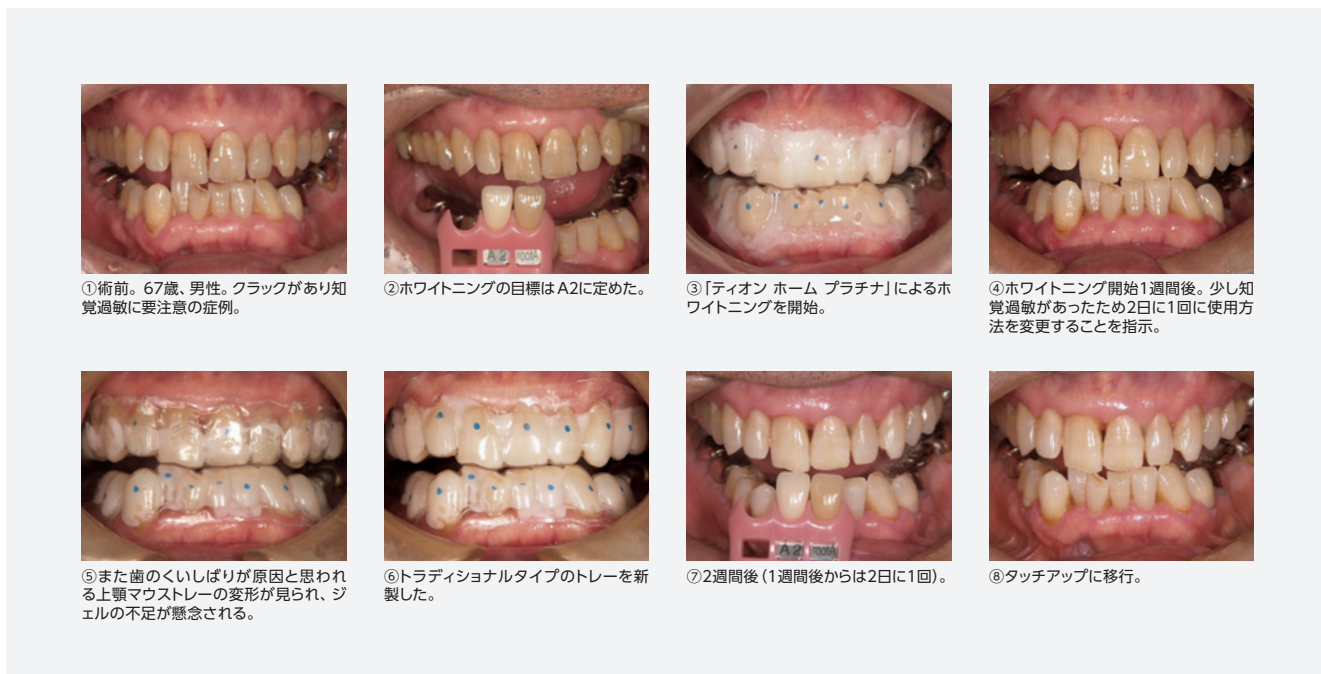 ①術前。67歳、男性。クラックがあり知
覚過敏に要注意の症例。
②ホワイトニングの目標はA2に定めた。
A2
③「ティオン ホーム プラチナ」によるホ
ワイトニングを開始。
④ホワイトニング開始1週間後。少し知
覚過敏があったため2日に1回に使用方
法を変更することを指示。
⑤また歯のくいしばりが原因と思われ
る上顎マウストレーの変形が見られ、ジ
ェルの不足が懸念される。
⑥トラディショナルタイプのトレーを新
製した。
A2
⑦2週間後(1週間後からは2日に1回)。
⑧タッチアップに移行。